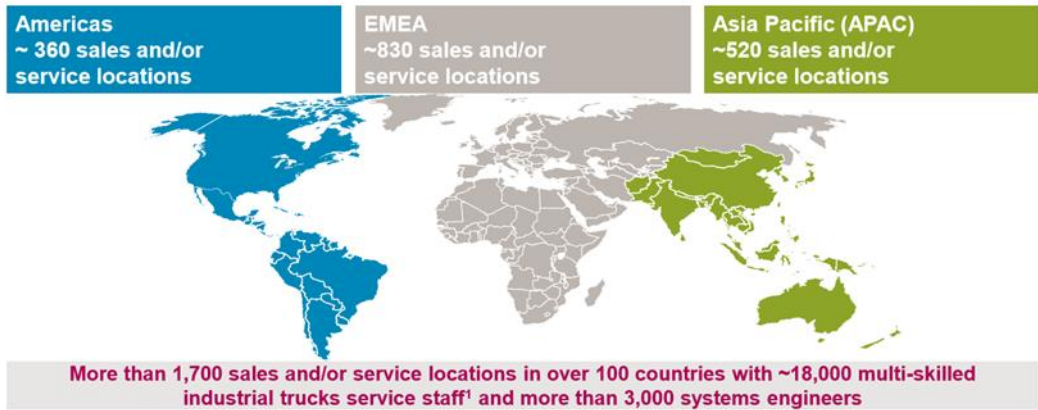 Americas
~ 360 sales and/or
service locations
EMEA
~830 sales and/or
service locations
Asia Pacific (APAC)
~520 sales and/or
service locations
More than 1,700 sales and/or service locations in over 100 countries with ~18,000 multi-skilled
industrial trucks service staff¹ and more than 3,000 systems engineers